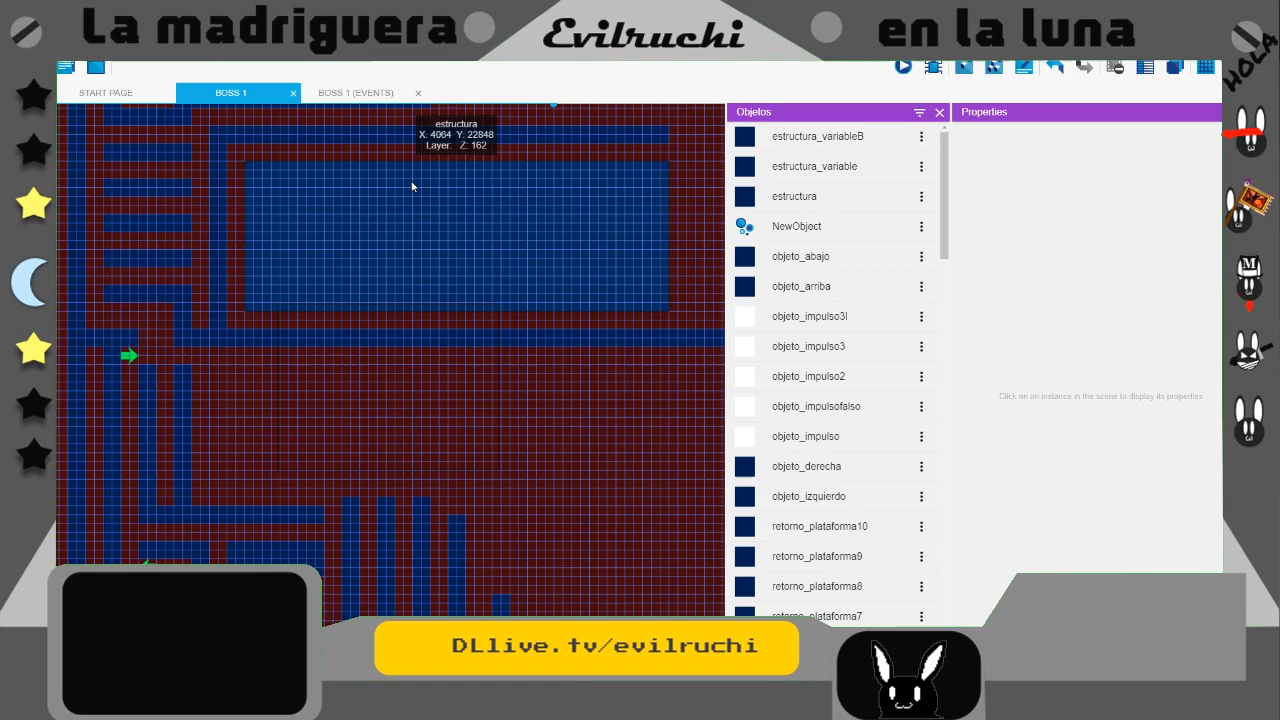 La madriguera
Evilruchi
en la luna
HOLA
START PAGE
BOSS 1
BOSS 1 (EVENTS)
estructura
X: 4064 Y: 22848
Layer: Z: 162
Objetos
estructura_variableB
estructura_variable
estructura
NewObject
objeto_abajo
objeto_arriba
objeto_impulso3I
objeto_impulso3
objeto_impulso2
objeto_impulsofalso
objeto_impulso
objeto_derecha
objeto_izquierdo
retorno_plataforma10
retorno_plataforma9
retorno_plataforma8
retorno_plataforma7
Properties
Click on an instance in the scene to display its properties
M
DLlive.tv/evilruchi